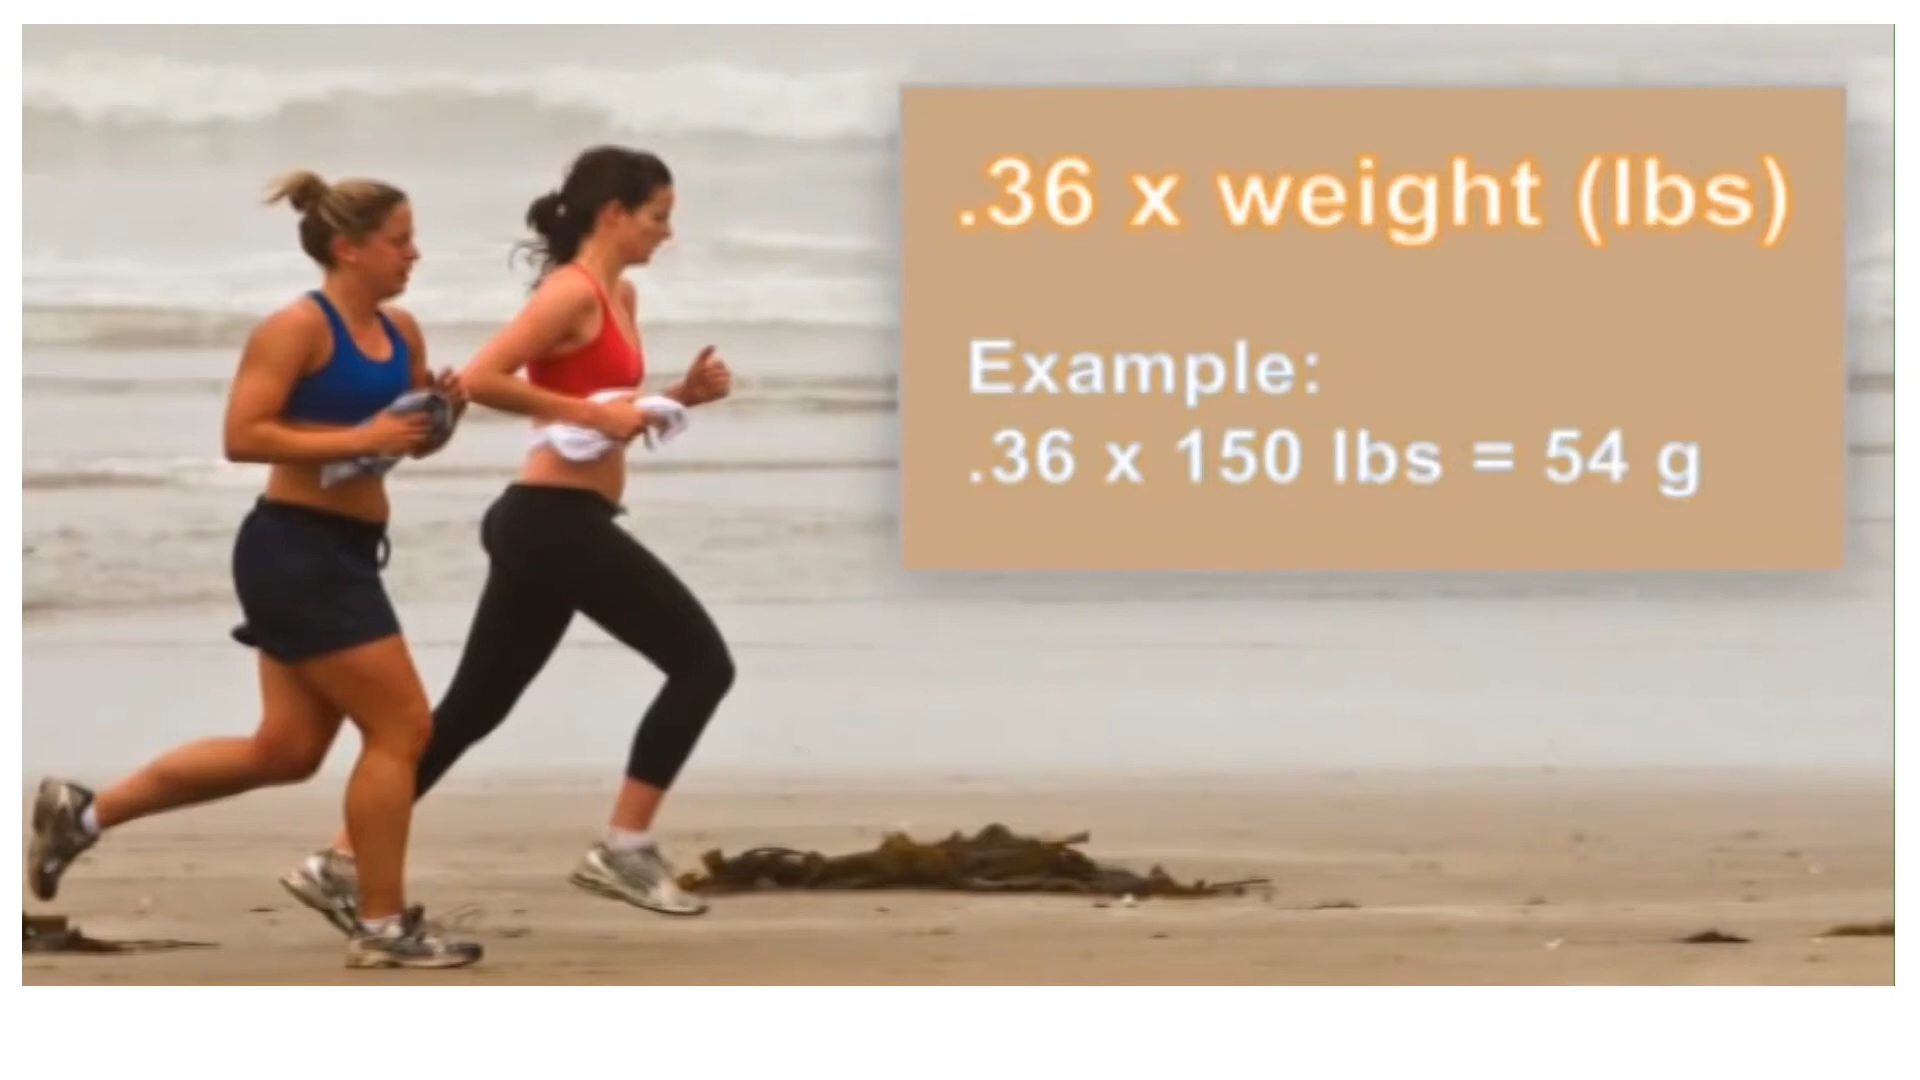 .36 x weight (lbs)
Example:
.36 x 150 lbs = 54 g